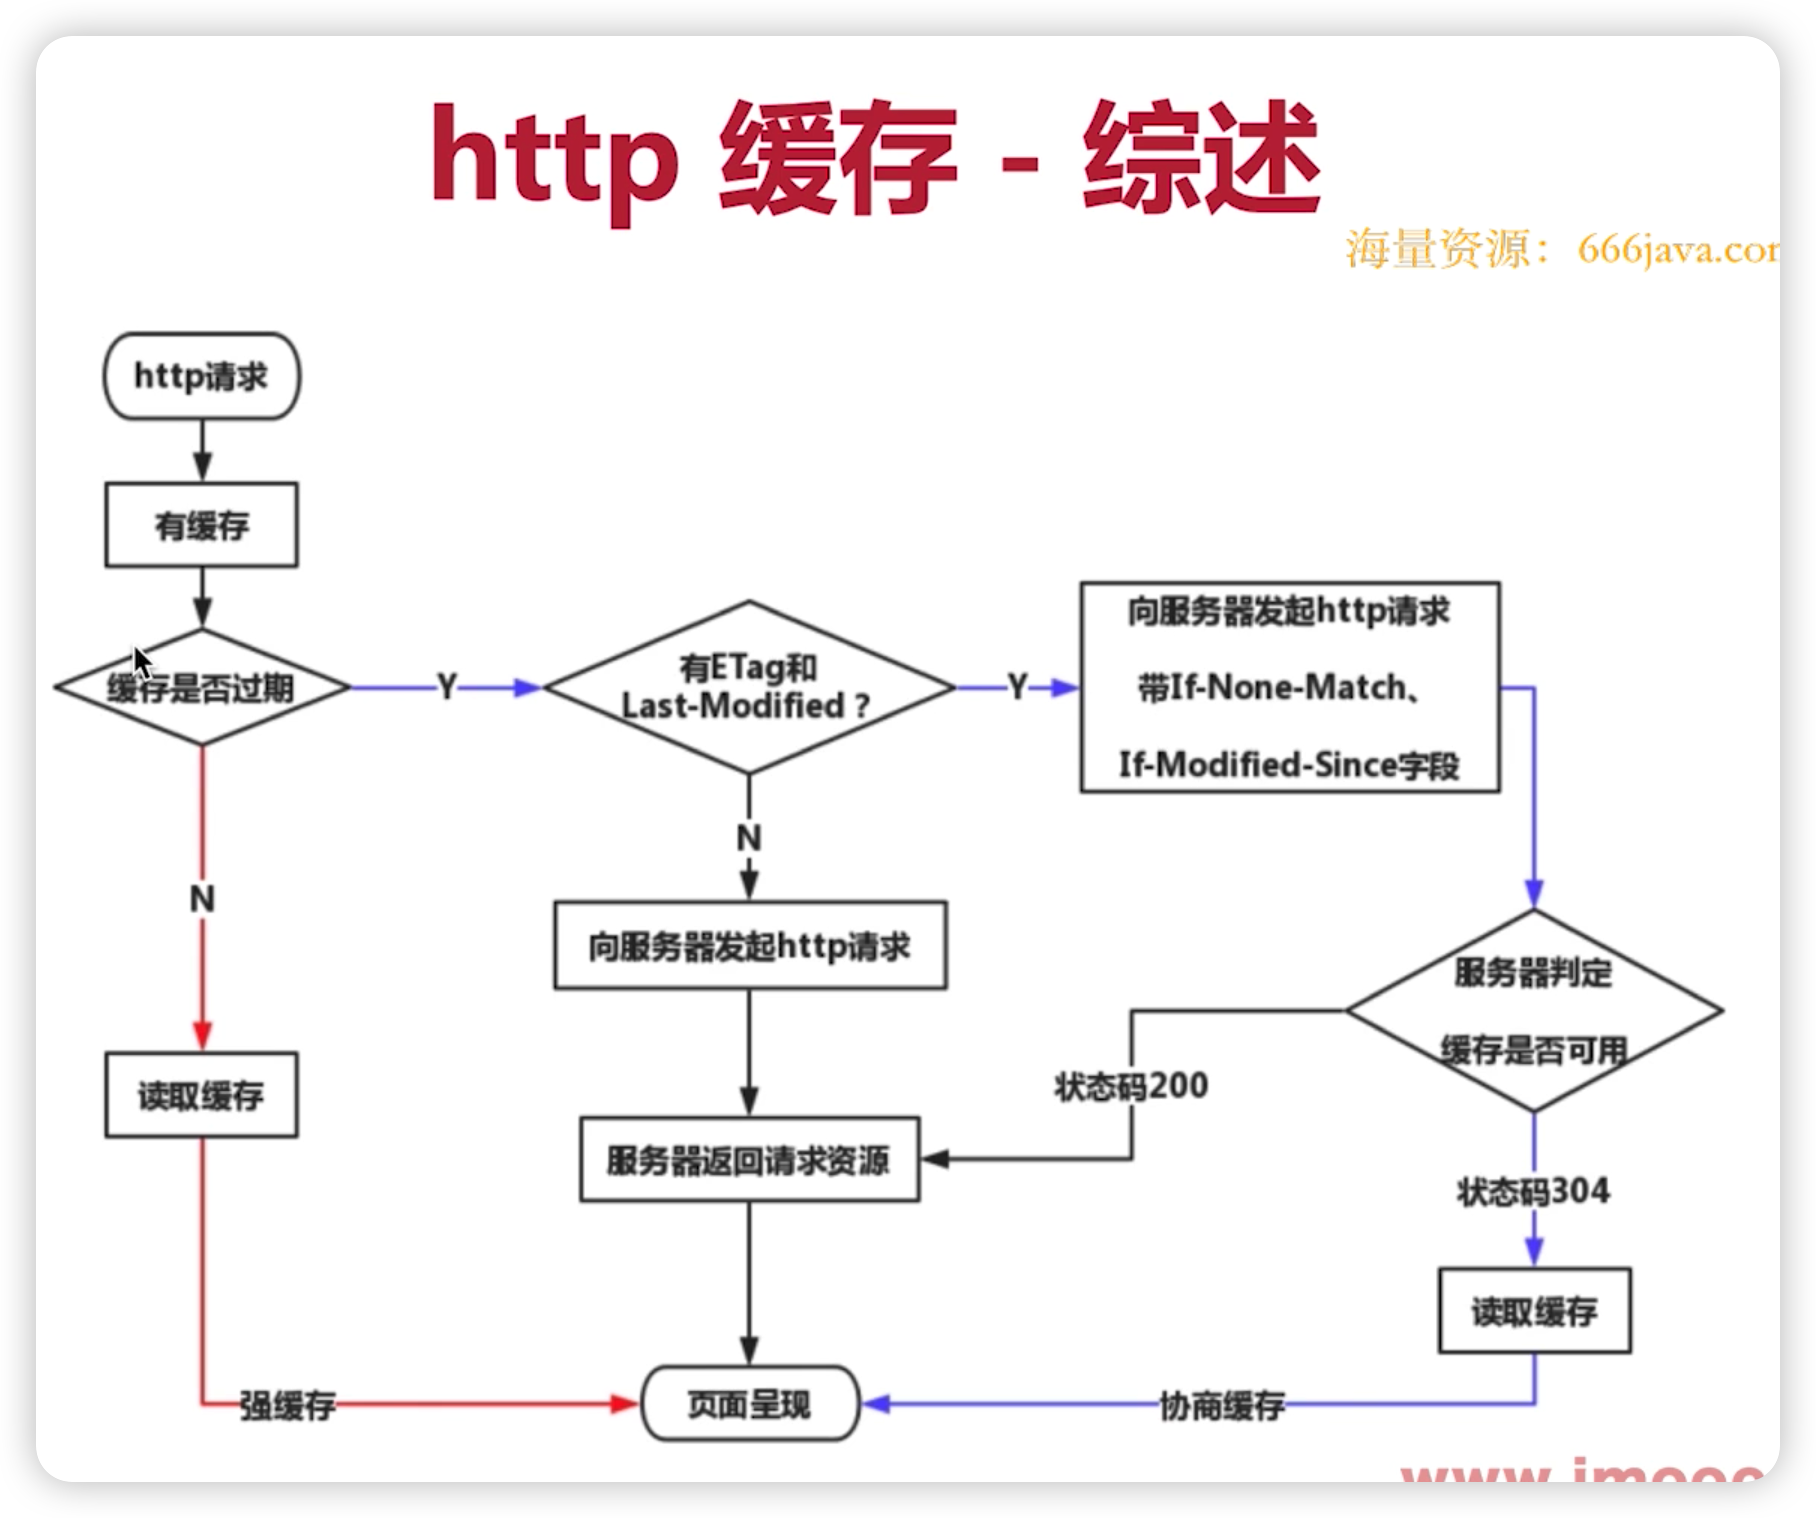 http 缓存 - 综述
海量资源：666java.com
http请求
有缓存
缓存是否过期
Y
有ETag和
Last-Modified？
Y
向服务器发起http请求
带If-None-Match、
If-Modified-Since字段
N
N
向服务器发起http请求
服务器判定
缓存是否可用
状态码200
读取缓存
服务器返回请求资源
状态码304
读取缓存
强缓存
页面呈现
协商缓存
www.imooc